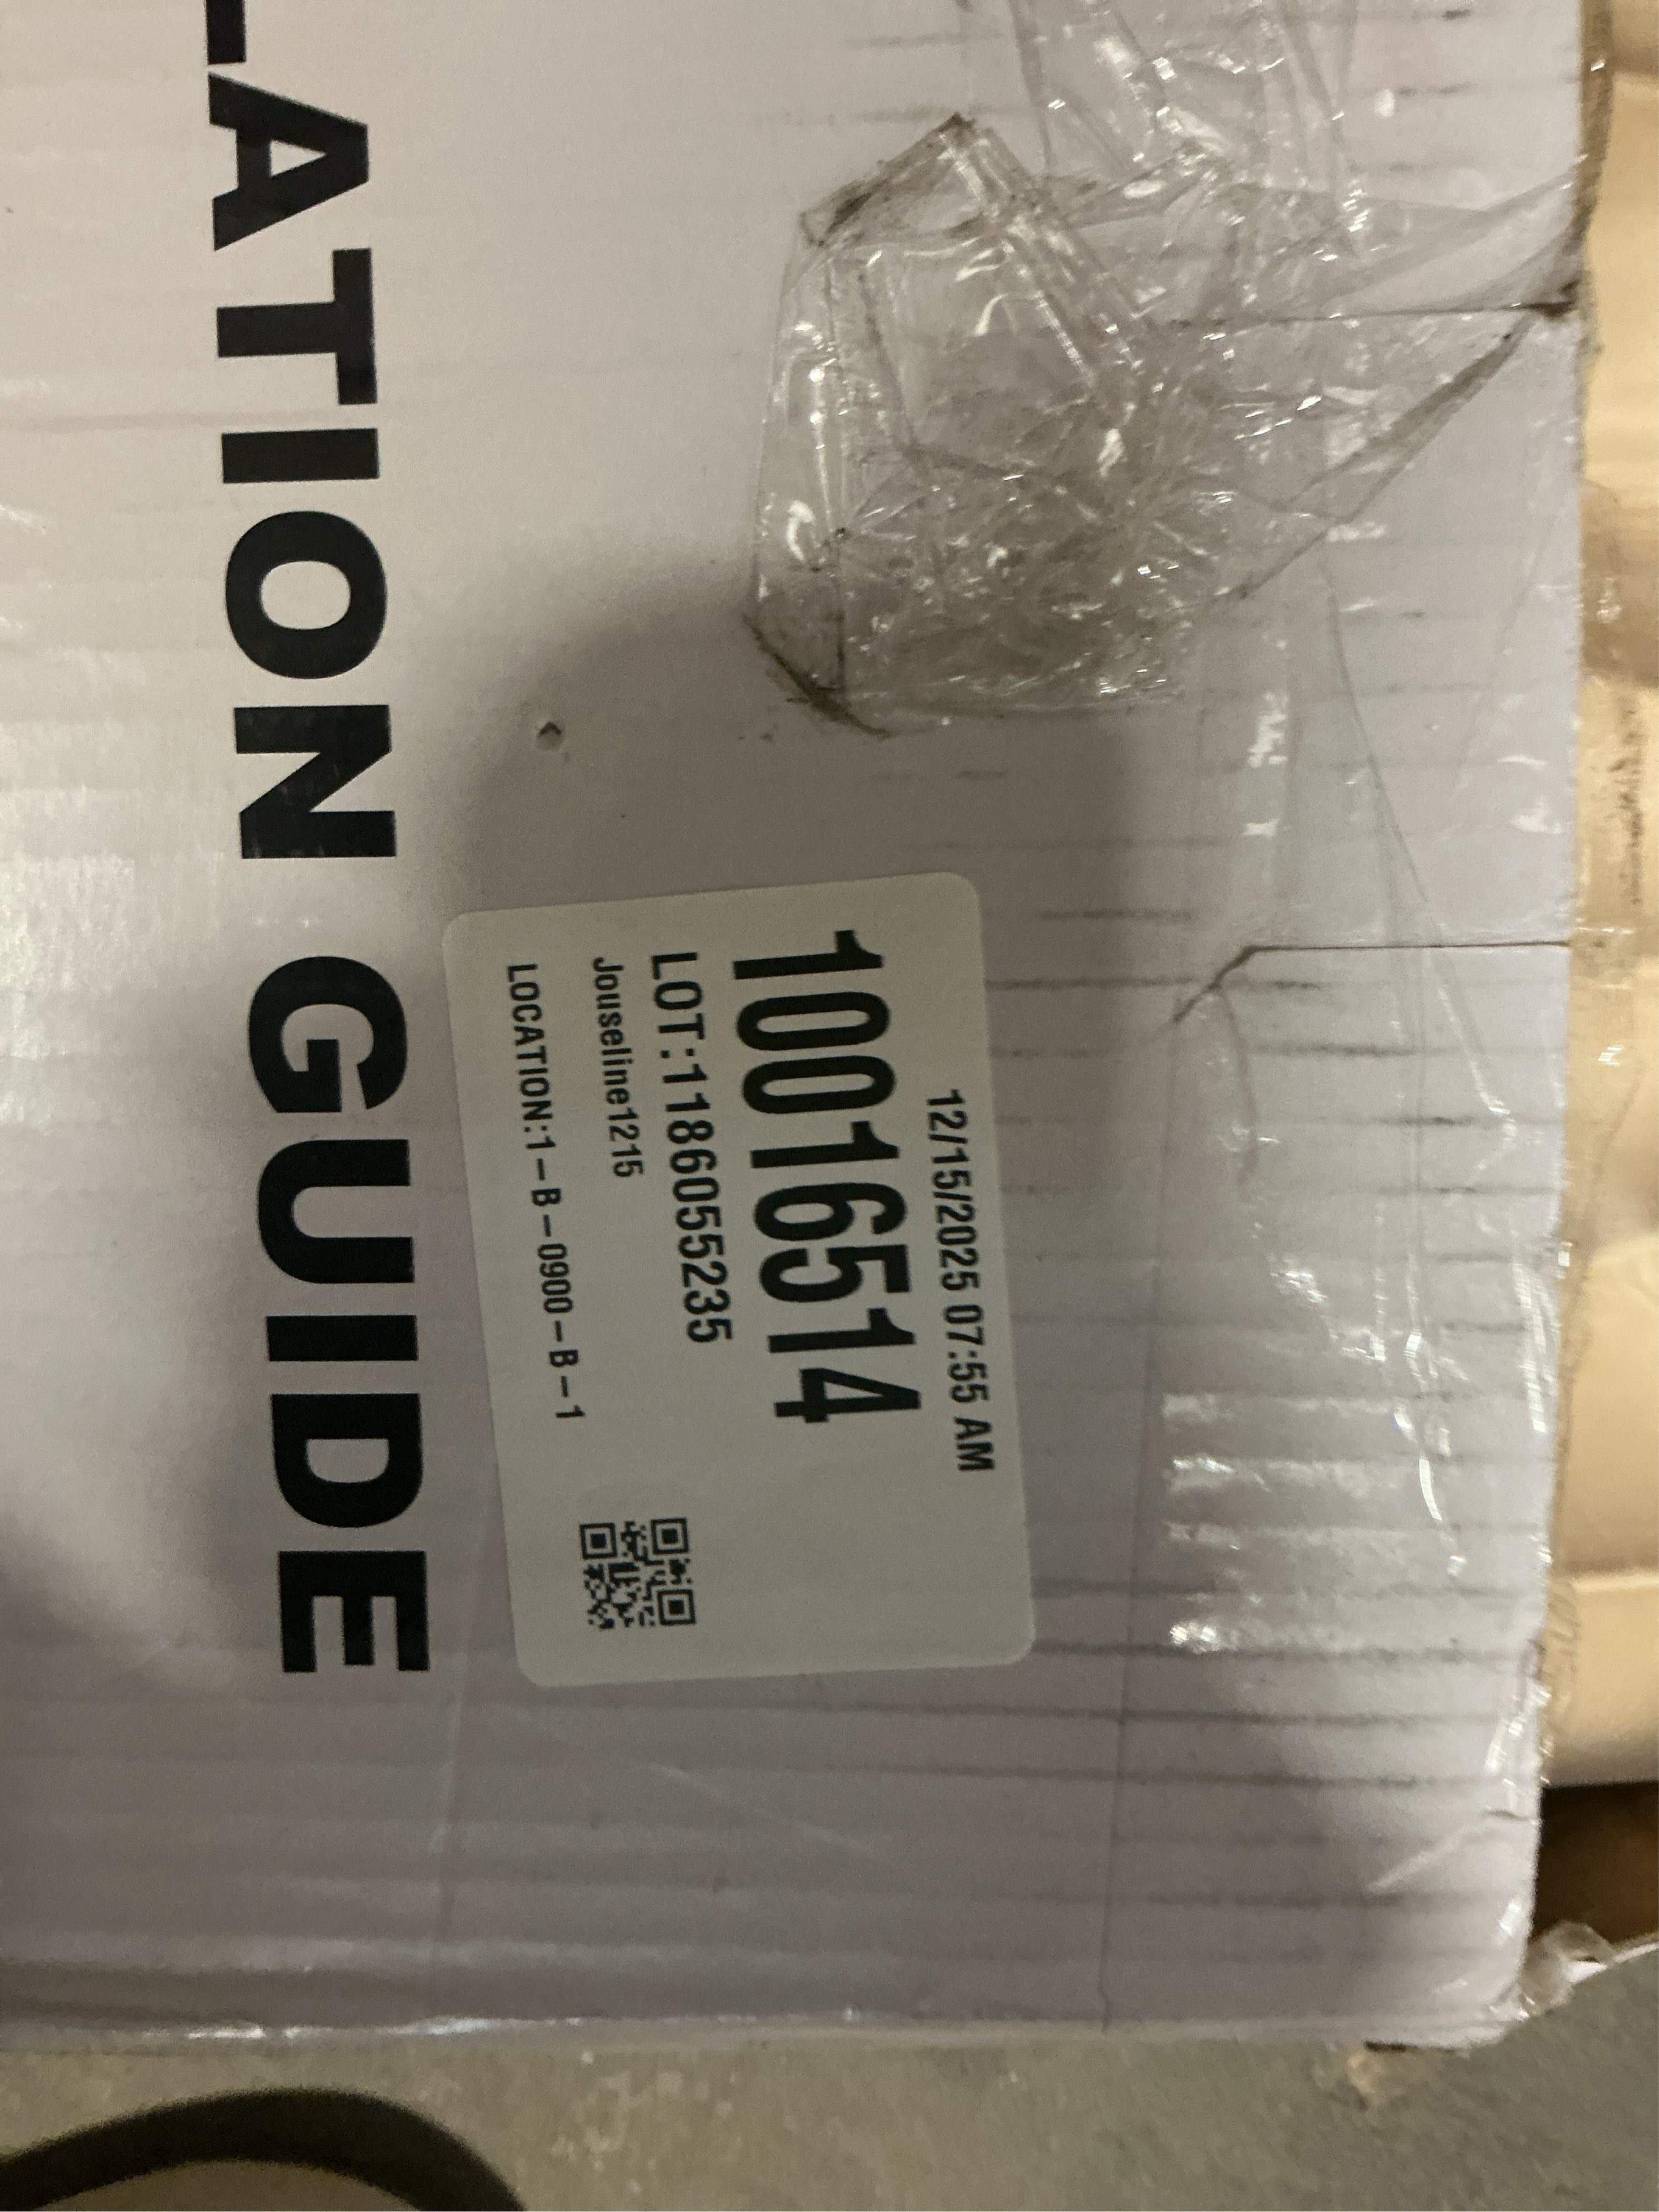 LATION GUIDE
12/15/2025 07:55 AM
10016514
LOT:1186055235
Jouseline1215
LOCATION:1-B-0900-B-1